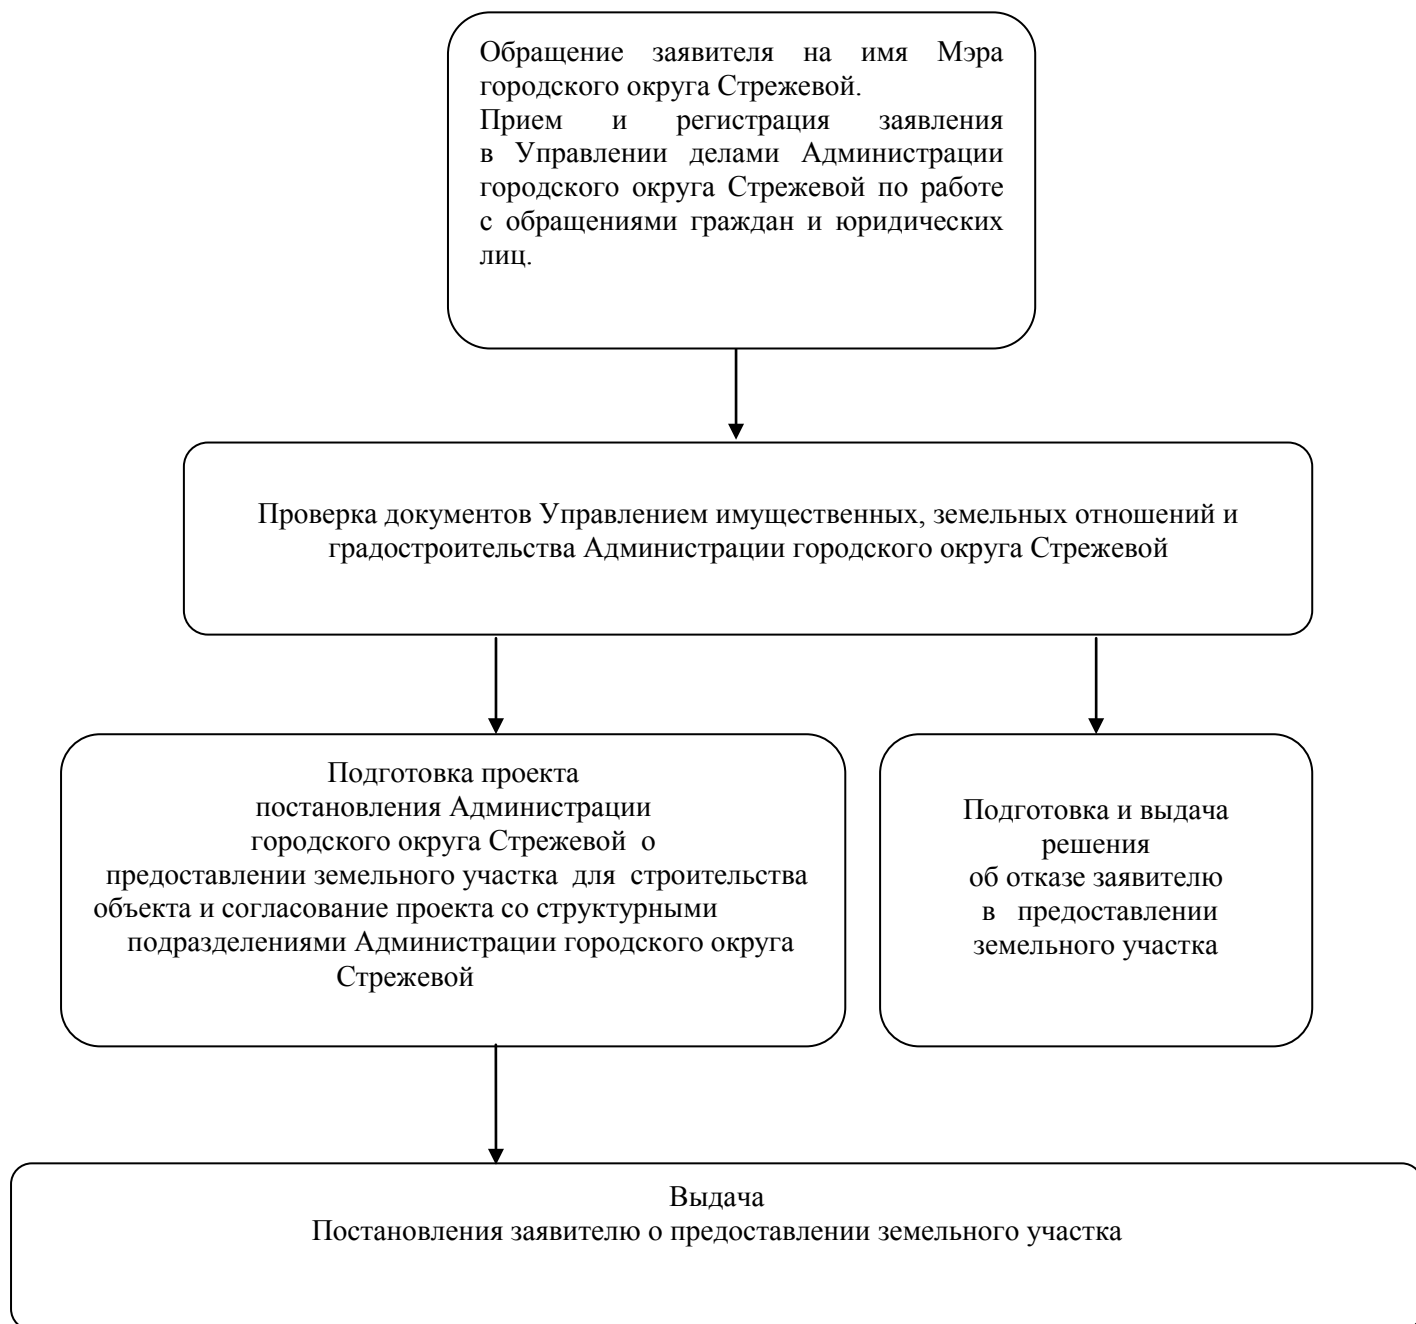 Обращение заявителя на имя Мэра
городского округа Стрежевой.
Прием и регистрация заявления
в Управлении делами Администрации
городского округа Стрежевой по работе
с обращениями граждан и юридических
лиц.
Проверка документов Управлением имущественных, земельных отношений и
градостроительства Администрации городского округа Стрежевой
Подготовка проекта
постановления Администрации
городского округа Стрежевой о
предоставлении земельного участка для строительства
объекта и согласование проекта со структурными
подразделениями Администрации городского округа
Стрежевой
Подготовка и выдача
решения
об отказе заявителю
в предоставлении
земельного участка
Выдача
Постановления заявителю о предоставлении земельного участка